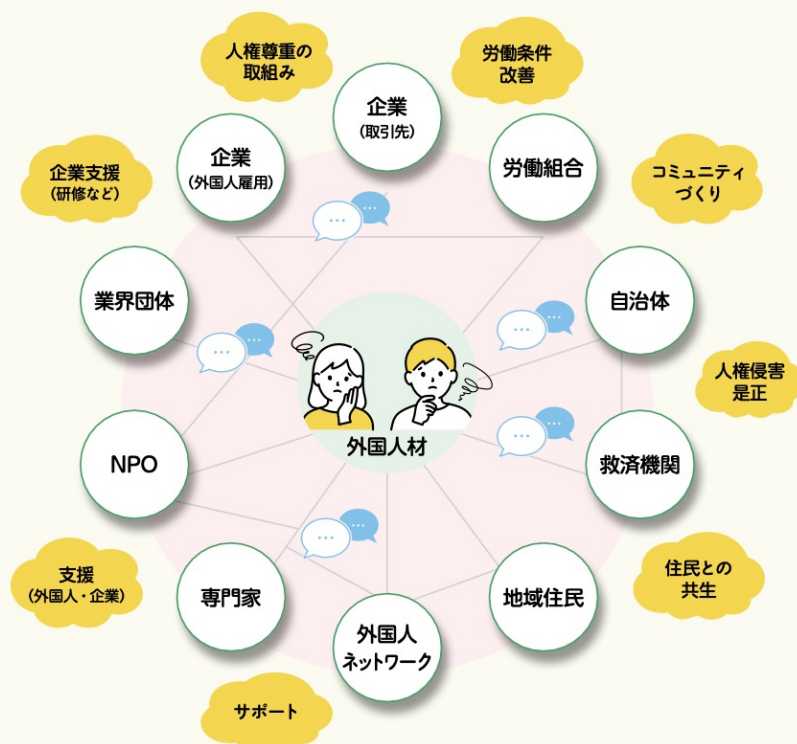 人権尊重の
取組み
労働条件
改善
企業
(取引先)
企業
(外国人雇用)
労働組合
企業支援
(研修など)
コミュニティ
づくり
業界団体
自治体
人権侵害
是正
外国人材
NPO
救済機関
支援
(外国人・企業)
住民との
共生
専門家
地域住民
外国人
ネットワーク
サポート